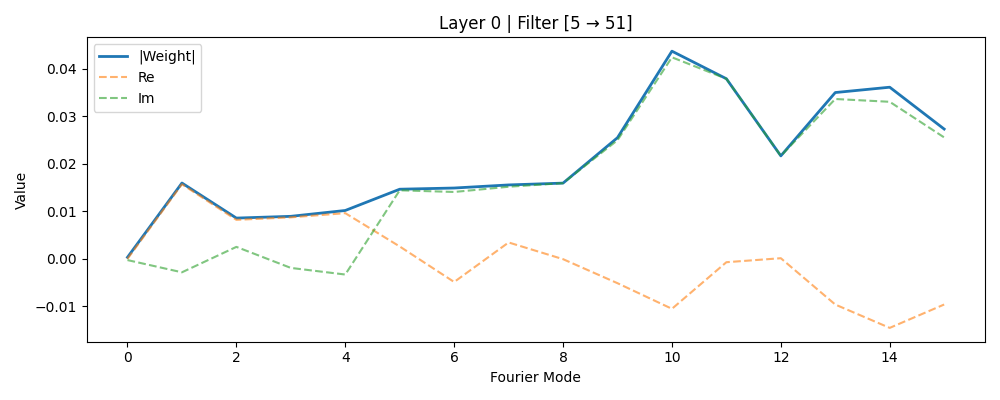 Layer 0 | Filter [5 → 51]
|Weight|
Re
Im
Value
0.04
0.03
0.02
0.01
0.00
−0.01
0 2 4 6 8 10 12 14
Fourier Mode